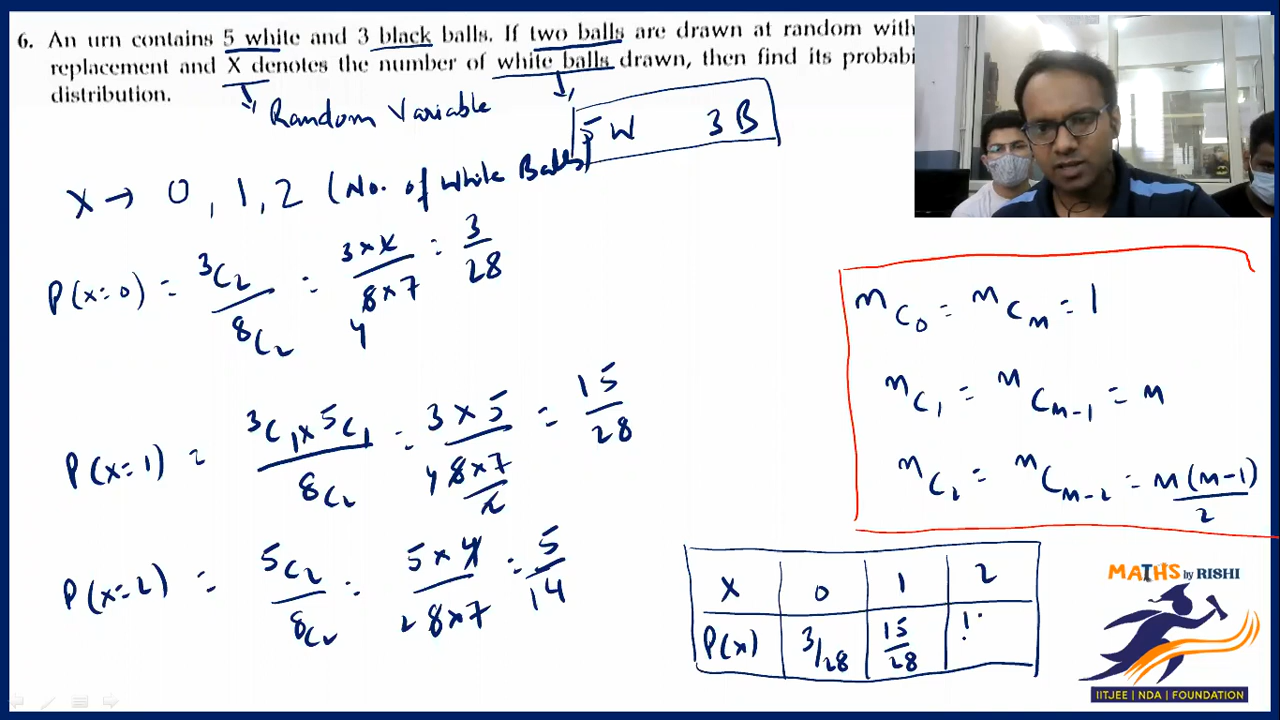 6. An urn contains 5 white and 3 black balls. If two balls are drawn at random with
replacement and X denotes the number of white balls drawn, then find its probabi
distribution.
Random Variable
5 W 3 B
X → 0, 1, 2 (No. of White Balls)
P(x=0) = ³C₂ / ⁸C₂ = 3×2 / 8×7 = 3/28
4
P(x=1) = ³C₁ × ⁵C₁ / ⁸C₂ = 3×5 / (8×7 / 2) = 15/28
4
P(x=2) = ⁵C₂ / ⁸C₂ = 5×4 / 8×7 = 5/14
2
ᵐC₀ = ᵐCₘ = 1
ᵐC₁ = ᵐCₘ₋₁ = m
ᵐC₂ = ᵐCₘ₋₂ = m(m-1) / 2
X 0 1 2
P(x) 3/28 15/28
MATHS by RISHI
IITJEE | NDA | FOUNDATION